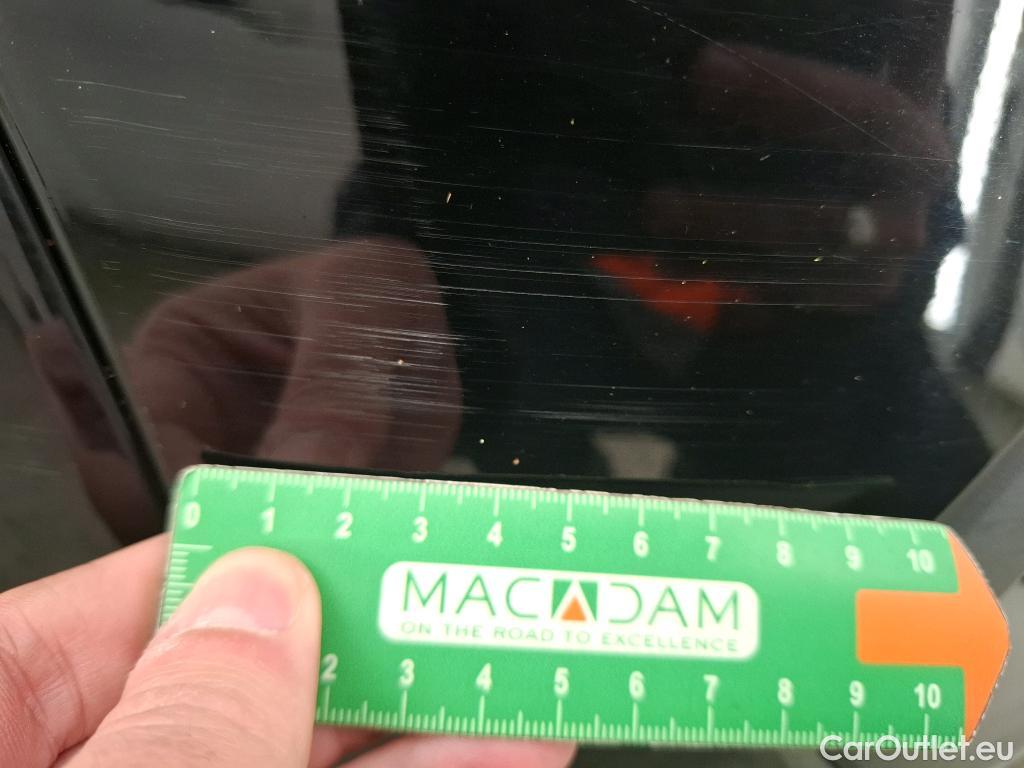 0 1 2 3 4 5 6 7 8 9 10
MACADAM
ON THE ROAD TO EXCELLENCE
2 3 4 5 6 7 8 9 10
CarOutlet.eu